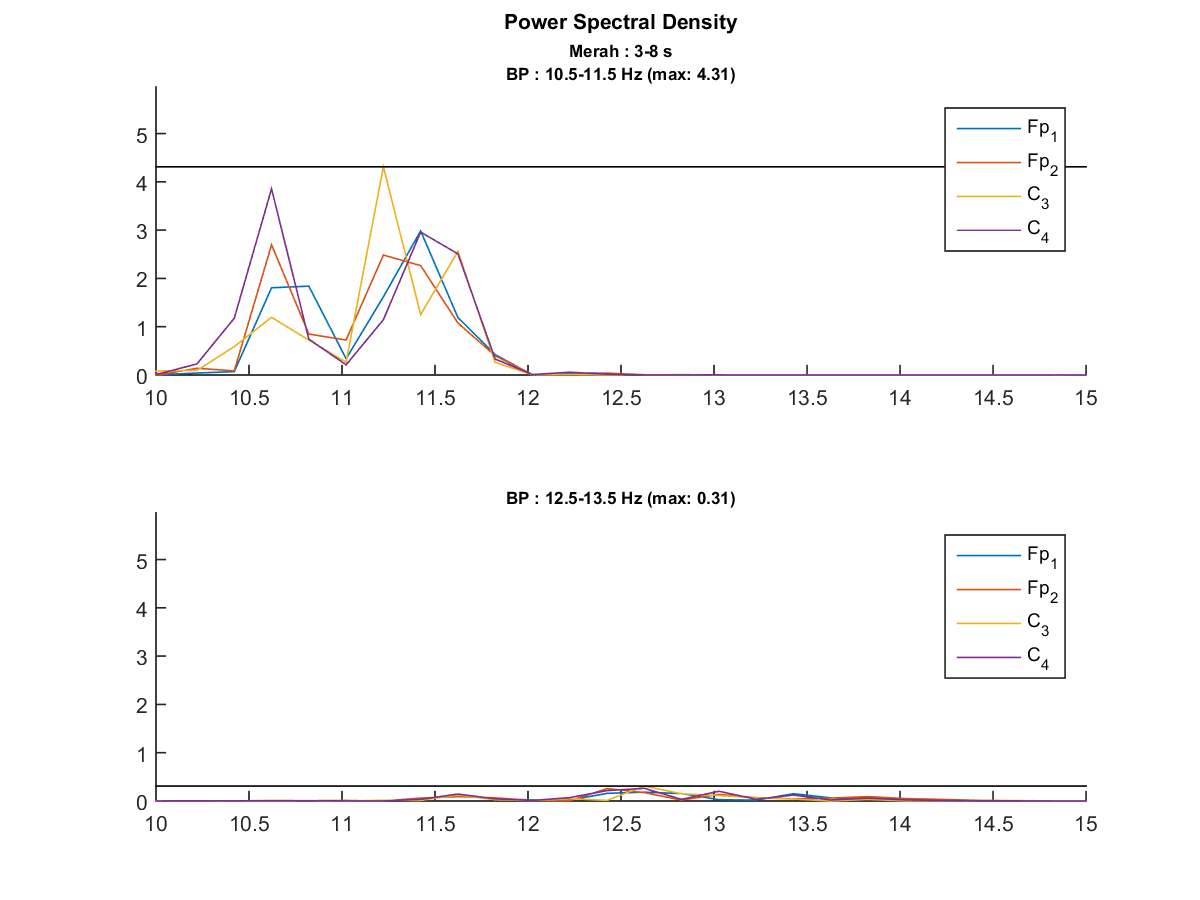 Power Spectral Density
Merah : 3-8 s
BP : 10.5-11.5 Hz (max: 4.31)
5
4
3
2
1
0
10 10.5 11 11.5 12 12.5 13 13.5 14 14.5 15
Fp1
Fp2
C3
C4
BP : 12.5-13.5 Hz (max: 0.31)
5
4
3
2
1
0
10 10.5 11 11.5 12 12.5 13 13.5 14 14.5 15
Fp1
Fp2
C3
C4